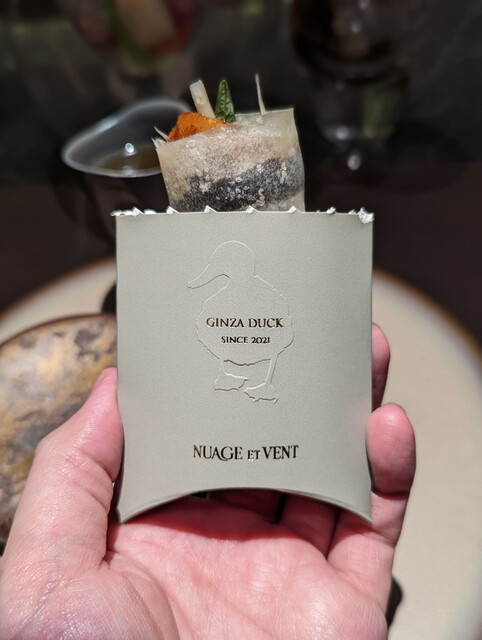 GINZA DUCK
SINCE 2021
NUAGE ET VENT